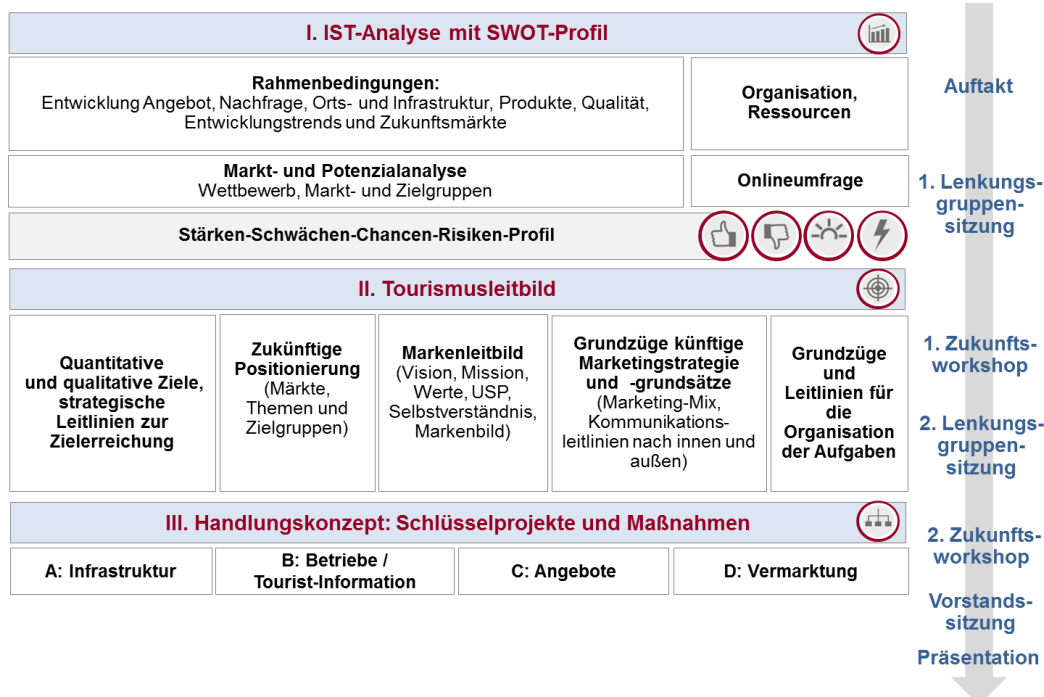 I. IST-Analyse mit SWOT-Profil
Rahmenbedingungen:
Entwicklung Angebot, Nachfrage, Orts- und Infrastruktur, Produkte, Qualität,
Entwicklungstrends und Zukunftsmärkte
Organisation,
Ressourcen
Markt- und Potenzialanalyse
Wettbewerb, Markt- und Zielgruppen
Onlineumfrage
Stärken-Schwächen-Chancen-Risiken-Profil
II. Tourismusleitbild
Quantitative
und qualitative Ziele,
strategische
Leitlinien zur
Zielerreichung
Zukünftige
Positionierung
(Märkte,
Themen und
Zielgruppen)
Markenleitbild
(Vision, Mission,
Werte, USP,
Selbstverständnis,
Markenbild)
Grundzüge künftige
Marketingstrategie
und -grundsätze
(Marketing-Mix,
Kommunikations-
leitlinien nach innen und
außen)
Grundzüge
und
Leitlinien für
die
Organisation
der Aufgaben
III. Handlungskonzept: Schlüsselprojekte und Maßnahmen
A: Infrastruktur
B: Betriebe /
Tourist-Information
C: Angebote
D: Vermarktung
Auftakt
1. Lenkungs-
gruppen-
sitzung
1. Zukunfts-
workshop
2. Lenkungs-
gruppen-
sitzung
2. Zukunfts-
workshop
Vorstands-
sitzung
Präsentation